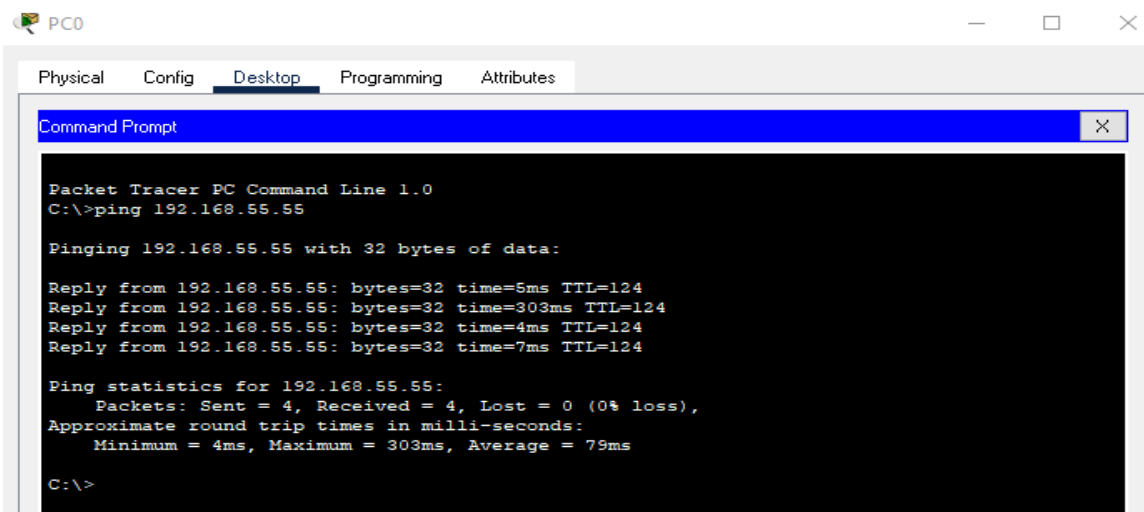 PC0
Physical Config Desktop Programming Attributes
Command Prompt X
Packet Tracer PC Command Line 1.0
C:\>ping 192.168.55.55
Pinging 192.168.55.55 with 32 bytes of data:
Reply from 192.168.55.55: bytes=32 time=5ms TTL=124
Reply from 192.168.55.55: bytes=32 time=303ms TTL=124
Reply from 192.168.55.55: bytes=32 time=4ms TTL=124
Reply from 192.168.55.55: bytes=32 time=7ms TTL=124
Ping statistics for 192.168.55.55:
Packets: Sent = 4, Received = 4, Lost = 0 (0% loss),
Approximate round trip times in milli-seconds:
Minimum = 4ms, Maximum = 303ms, Average = 79ms
C:\>